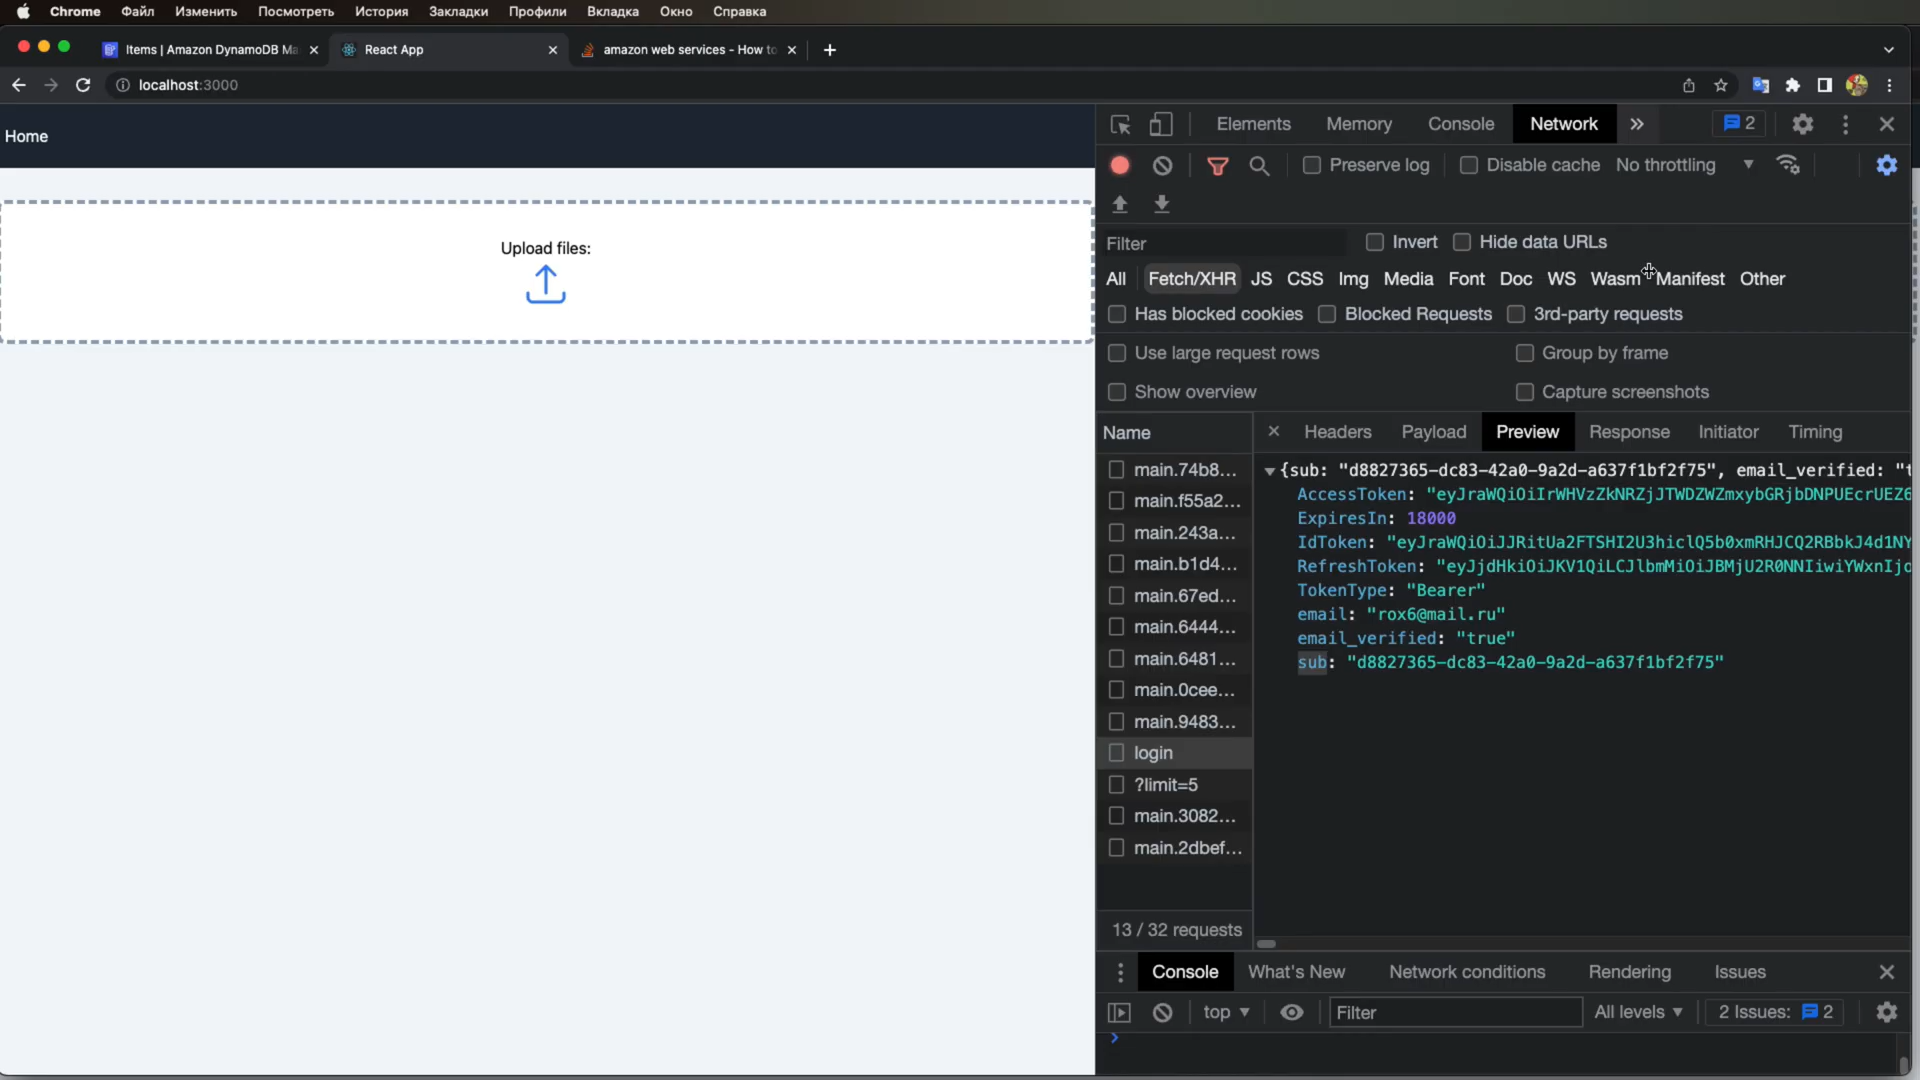 Chrome Файл Изменить Посмотреть История Закладки Профили Вкладка Окно Справка
Items | Amazon DynamoDB Ma
React App
amazon web services - How to
localhost:3000
Home
Upload files:
Elements Memory Console Network 2
Preserve log Disable cache No throttling
Filter Invert Hide data URLs
All Fetch/XHR JS CSS Img Media Font Doc WS Wasm Manifest Other
Has blocked cookies Blocked Requests 3rd-party requests
Use large request rows Group by frame
Show overview Capture screenshots
Name
main.74b8...
main.f55a2...
main.243a...
main.b1d4...
main.67ed...
main.6444...
main.6481...
main.0cee...
main.9483...
login
?limit=5
main.3082...
main.2dbef...
13 / 32 requests
Headers Payload Preview Response Initiator Timing
{sub: "d8827365-dc83-42a0-9a2d-a637f1bf2f75", email_verified: "t
AccessToken: "eyJraWQiOiIrWHVzZkNRZjJTWDZWZmxybGRjbDNPUEcrUEZ6
ExpiresIn: 18000
IdToken: "eyJraWQiOiJJRitUa2FTSHI2U3hiclQ5b0xmRHJCQ2RBbkJ4d1NY
RefreshToken: "eyJjdHkiOiJKV1QiLCJlbmMiOiJBMjU2R0NNIiwiYWxnIjo
TokenType: "Bearer"
email: "rox6@mail.ru"
email_verified: "true"
sub: "d8827365-dc83-42a0-9a2d-a637f1bf2f75"
Console What's New Network conditions Rendering Issues
top Filter All levels 2 Issues: 2